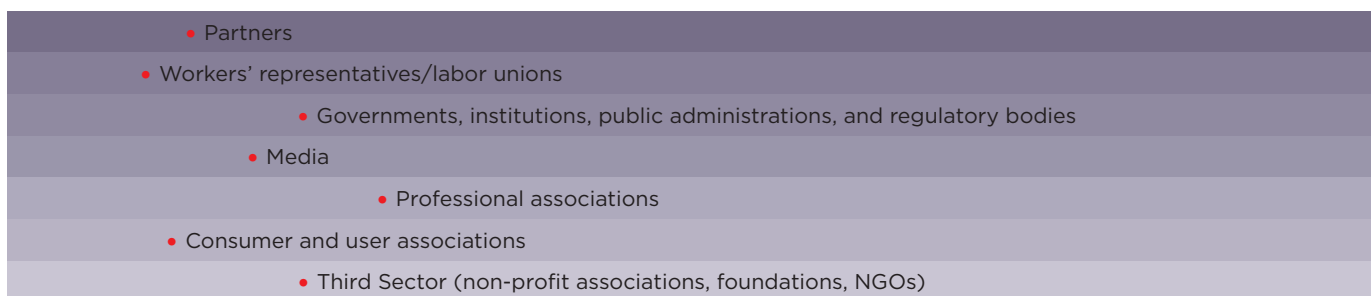 • Partners
• Workers’ representatives/labor unions
• Governments, institutions, public administrations, and regulatory bodies
• Media
• Professional associations
• Consumer and user associations
• Third Sector (non-profit associations, foundations, NGOs)